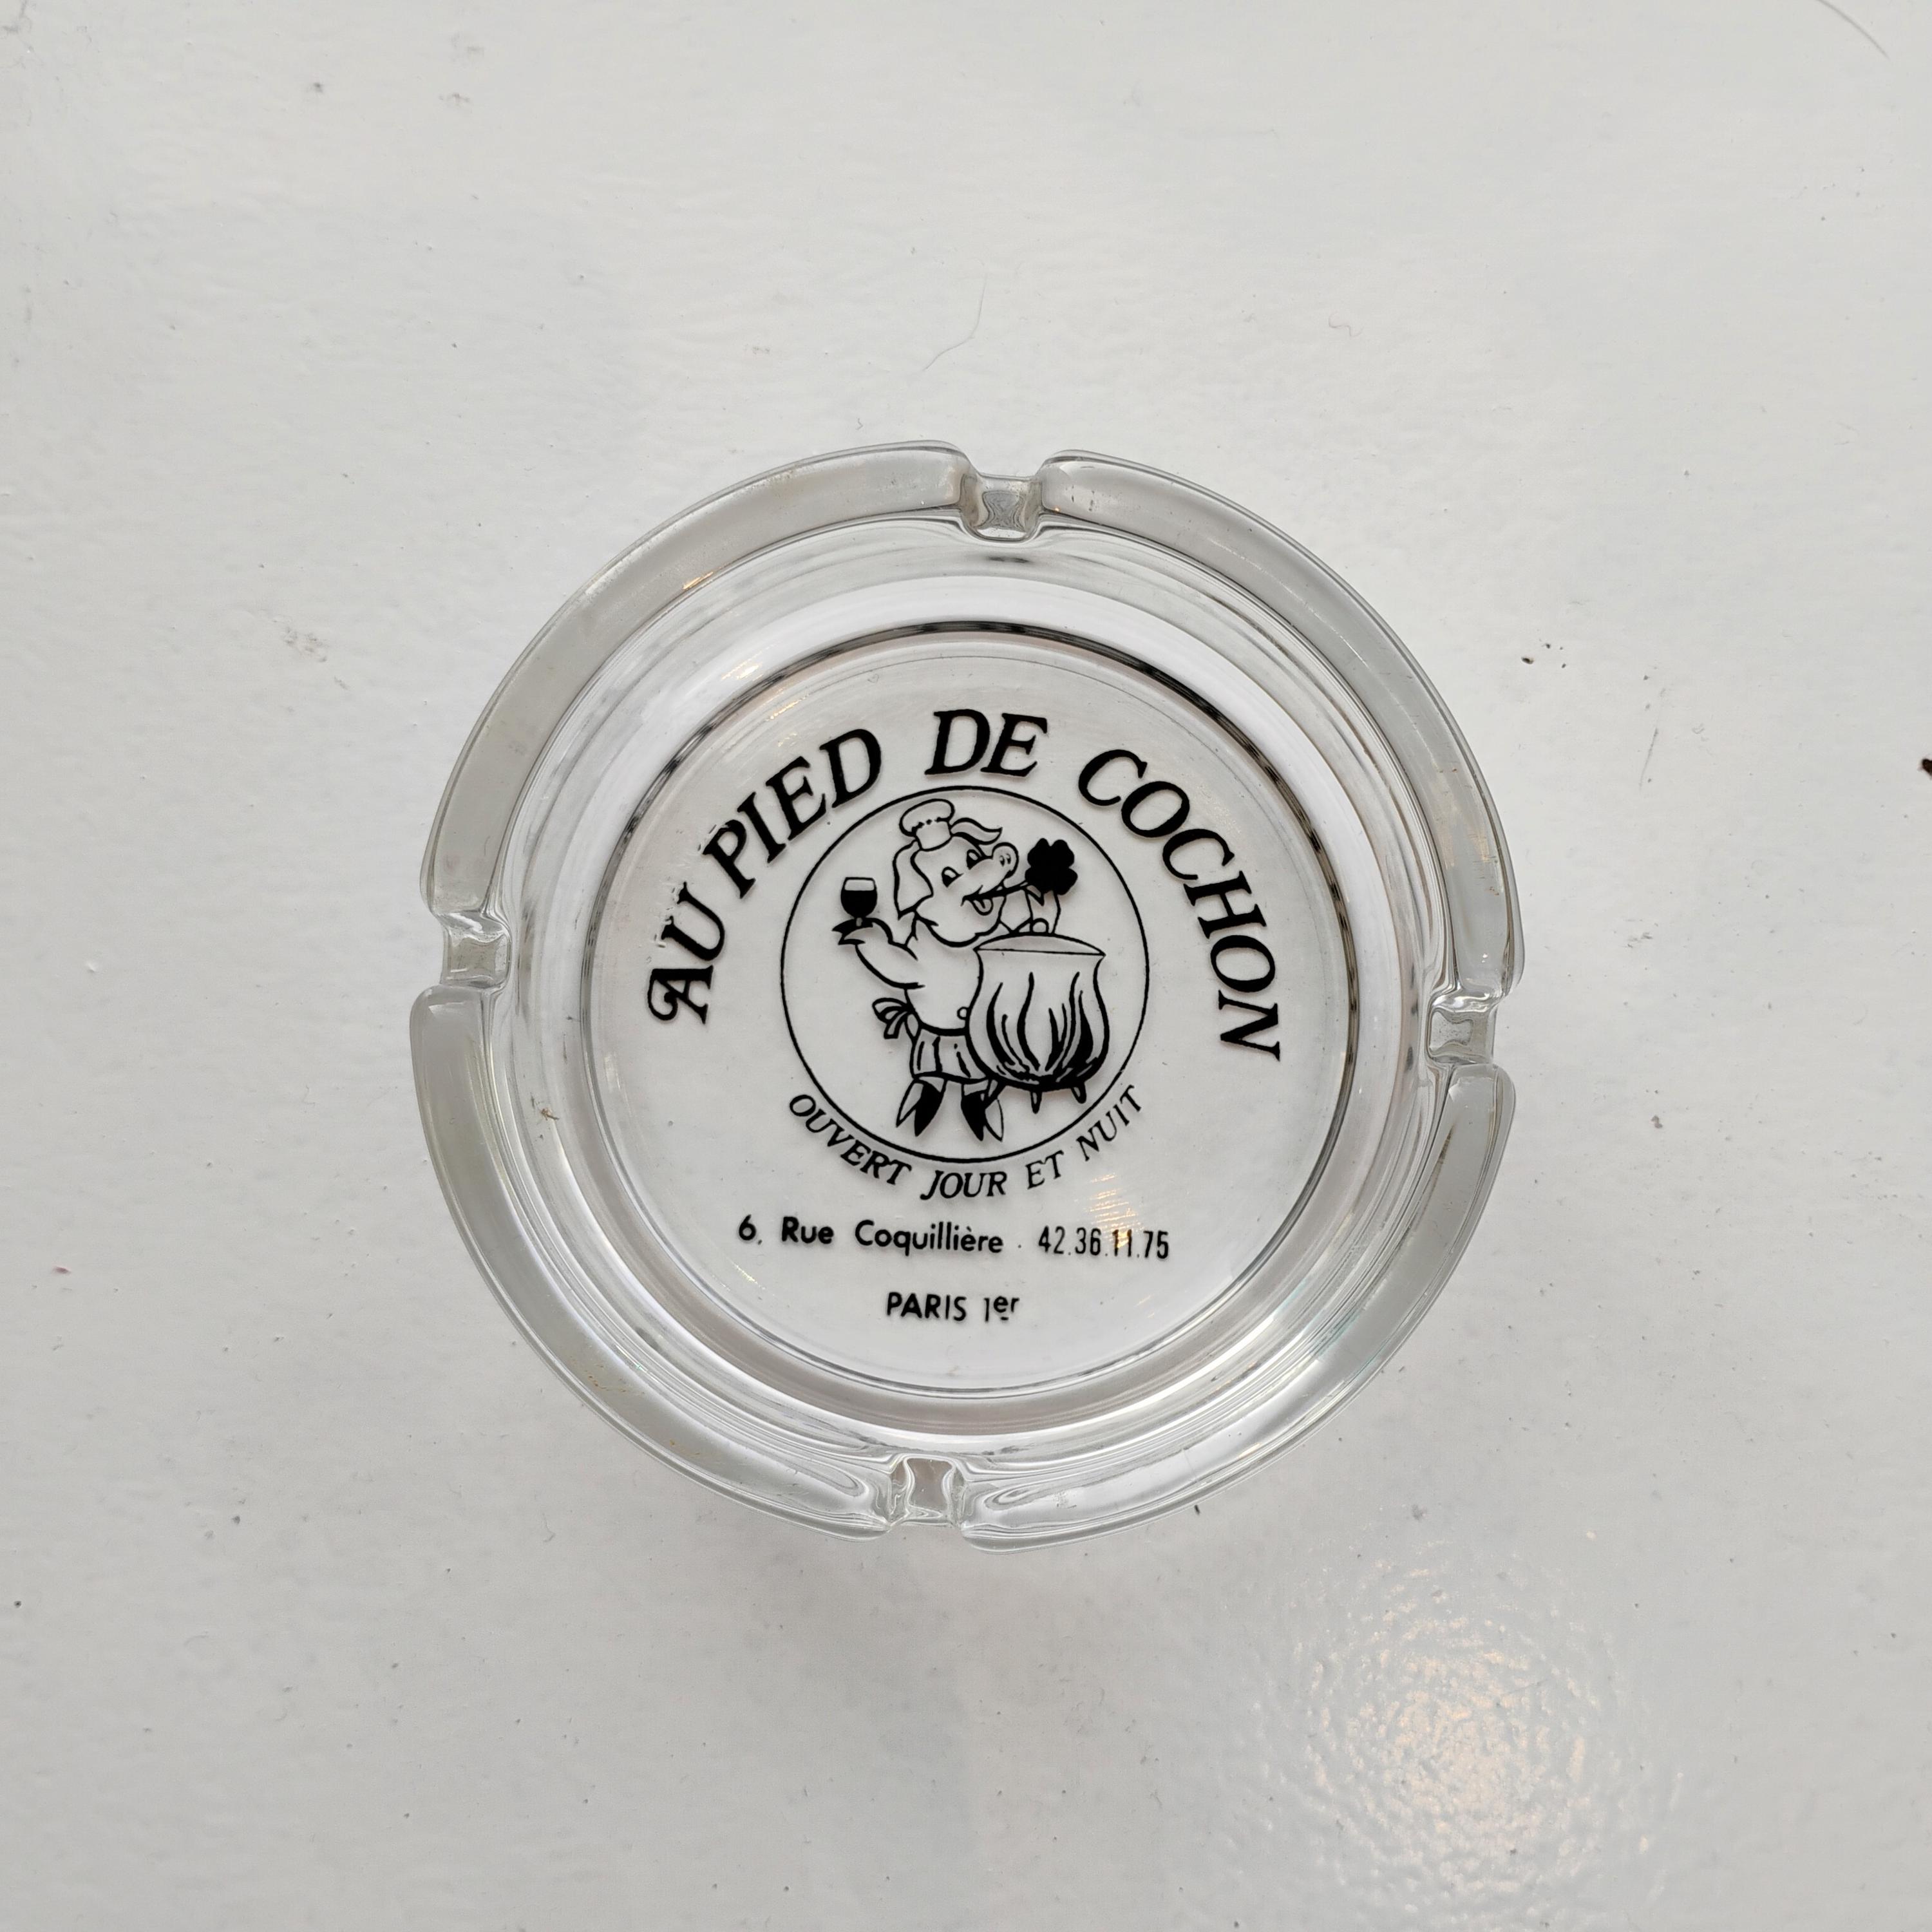 AU PIED DE COCHON
OUVERT JOUR ET NUIT
6, Rue Coquillière . 42.36.11.75
PARIS 1er